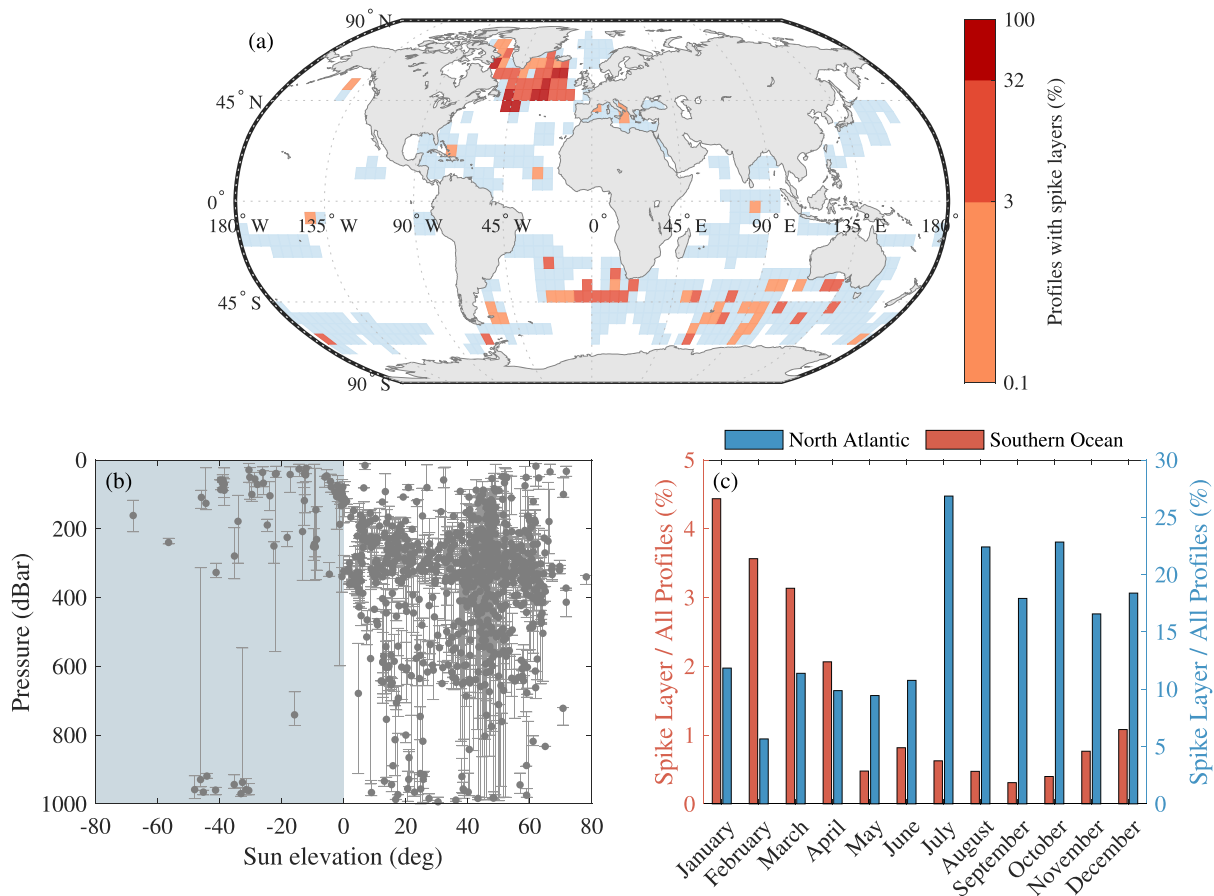 (a)
90° N
45° N
0°
180° W
135° W
90° W
45° W
0°
45° E
90° E
135° E
180°
45° S
90° S
100
32
3
0.1
Profiles with spike layers (%)
(b)
0
200
400
600
800
1000
Pressure (dBar)
-80
-60
-40
-20
0
20
40
60
80
Sun elevation (deg)
North Atlantic
Southern Ocean
(c)
5
4
3
2
1
0
Spike Layer / All Profiles (%)
30
25
20
15
10
5
0
Spike Layer / All Profiles (%)
January
February
March
April
May
June
July
August
September
October
November
December